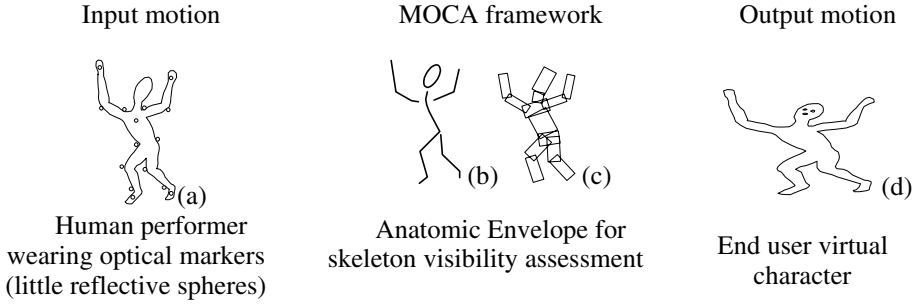 Input motion
MOCA framework
Output motion
(a)
(b)
(c)
(d)
Human performer
wearing optical markers
(little reflective spheres)
Anatomic Envelope for
skeleton visibility assessment
End user virtual
character